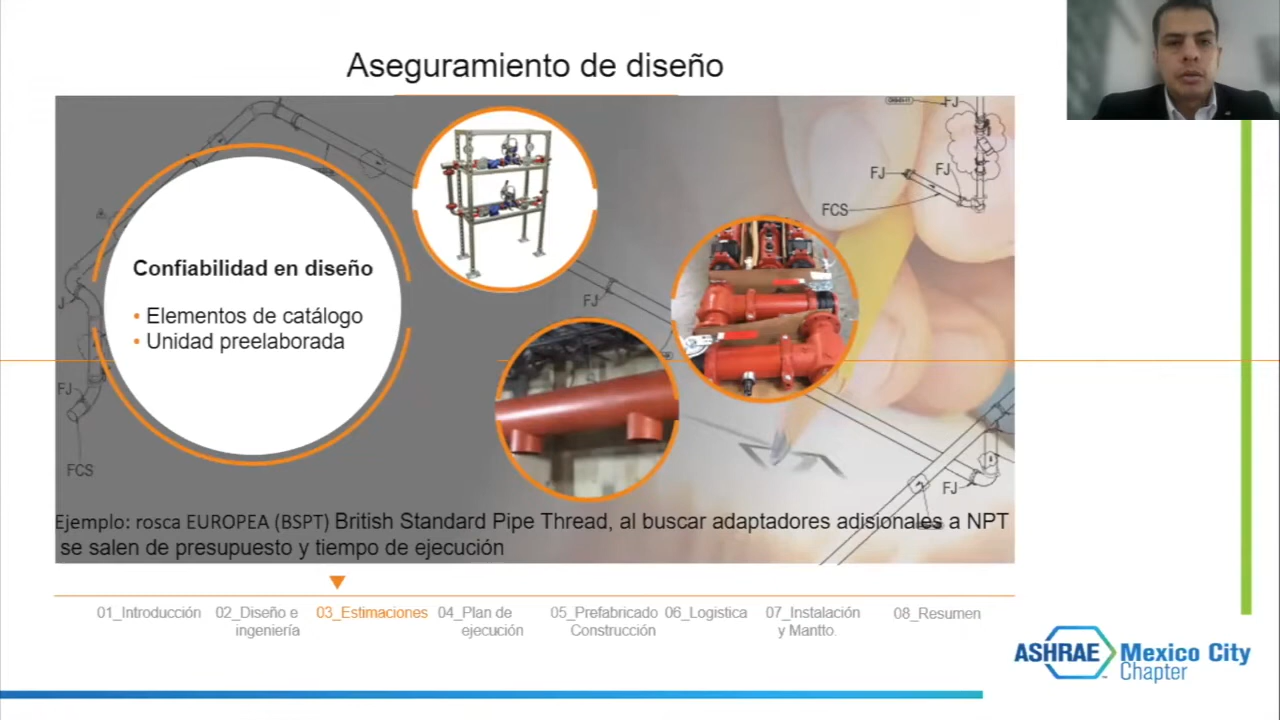 Aseguramiento de diseño
FJ
FJ
FJ
FCS
Confiabilidad en diseño
• Elementos de catálogo
• Unidad preelaborada
FJ
J
FJ
FCS
FJ
Ejemplo: rosca EUROPEA (BSPT) British Standard Pipe Thread, al buscar adaptadores adisionales a NPT
se salen de presupuesto y tiempo de ejecución
01_Introducción
02_Diseño e
ingeniería
03_Estimaciones
04_Plan de
ejecución
05_Prefabricado
Construcción
06_Logistica
07_Instalación
y Mantto.
08_Resumen
ASHRAE Mexico City
Chapter